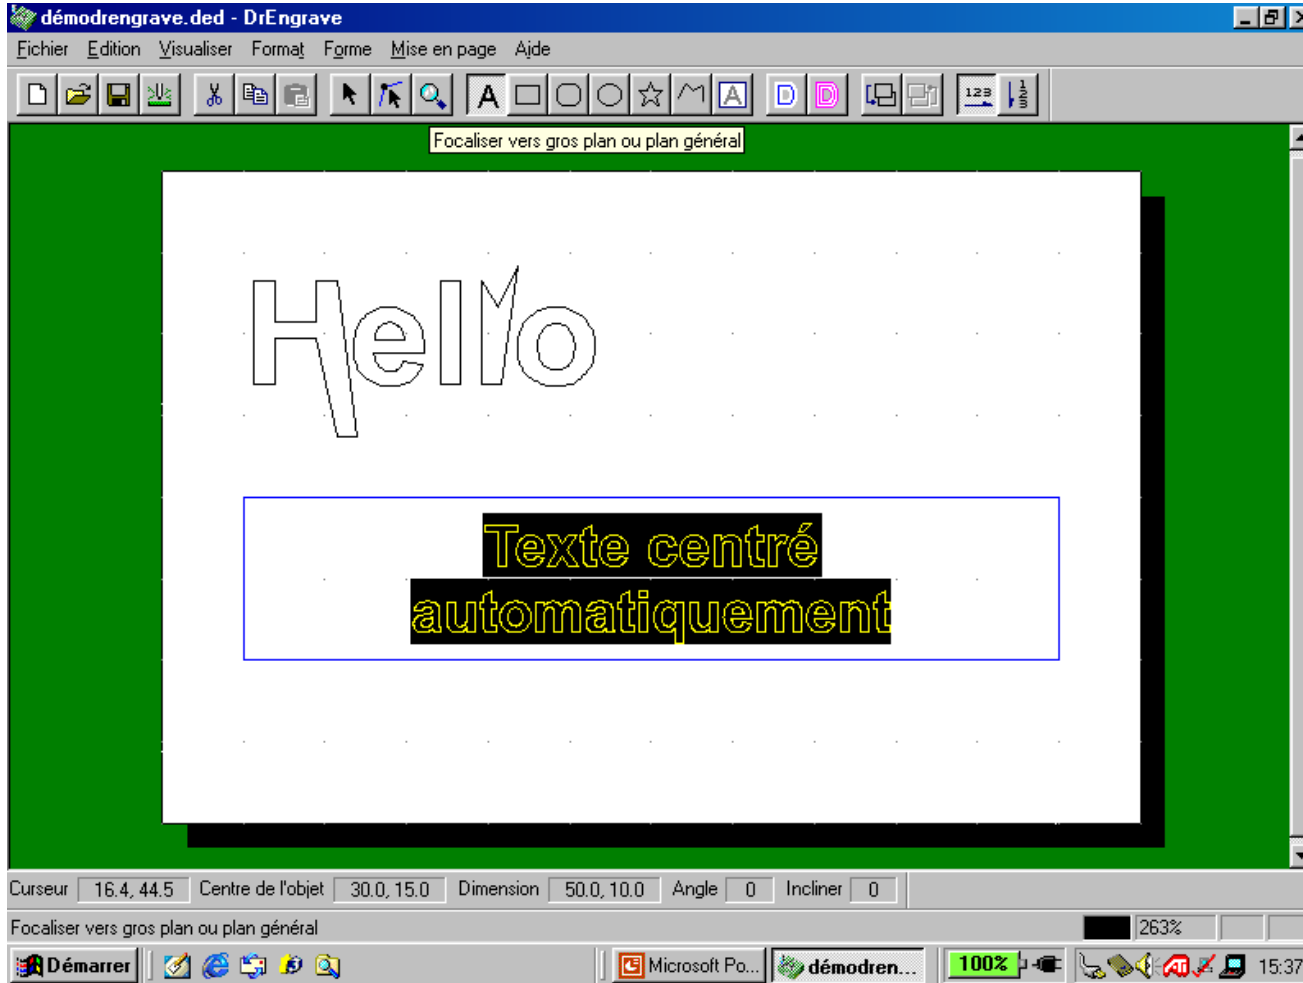 démodrengrave.ded - DrEngrave
Fichier Edition Visualiser Format Forme Mise en page Ajde
A A D D 123 123
Focaliser vers gros plan ou plan général
Hello
Texte centré
automatiquement
Curseur 16.4, 44.5 Centre de l'objet 30.0, 15.0 Dimension 50.0, 10.0 Angle 0 Incliner 0
Focaliser vers gros plan ou plan général 263%
Démarrer Microsoft Po... démodren... 100% 15:37